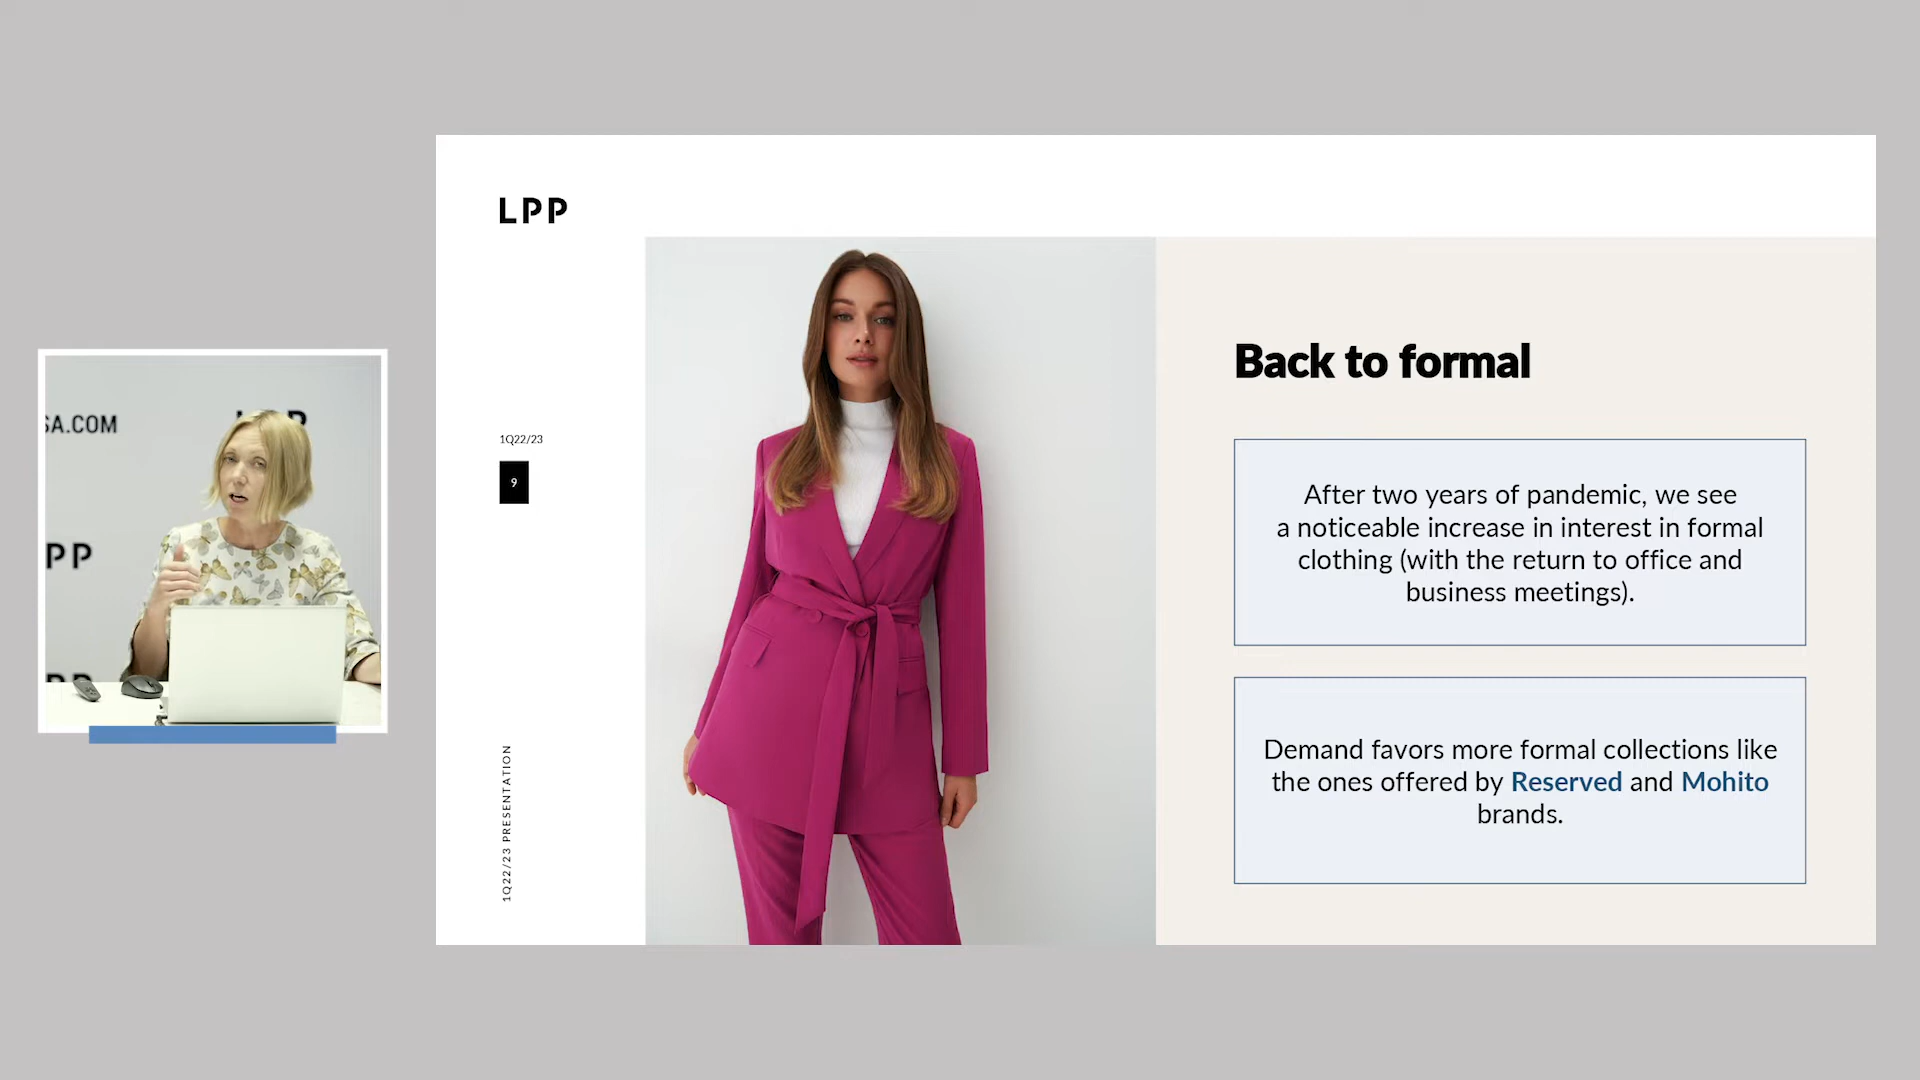 LPP
1Q22/23
9
1Q22/23 PRESENTATION
Back to formal
After two years of pandemic, we see
a noticeable increase in interest in formal
clothing (with the return to office and
business meetings).
Demand favors more formal collections like
the ones offered by Reserved and Mohito
brands.
SA.COM
PP